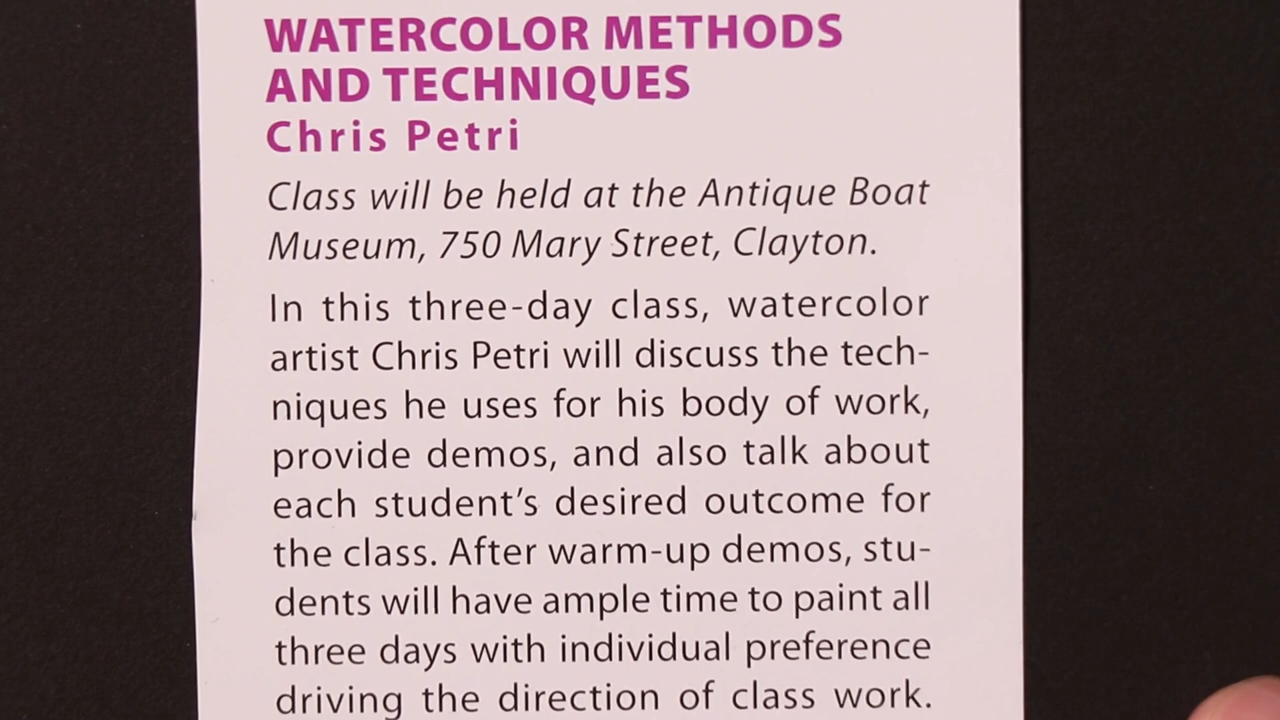 WATERCOLOR METHODS
AND TECHNIQUES
Chris Petri
Class will be held at the Antique Boat
Museum, 750 Mary Street, Clayton.
In this three-day class, watercolor
artist Chris Petri will discuss the tech-
niques he uses for his body of work,
provide demos, and also talk about
each student’s desired outcome for
the class. After warm-up demos, stu-
dents will have ample time to paint all
three days with individual preference
driving the direction of class work.